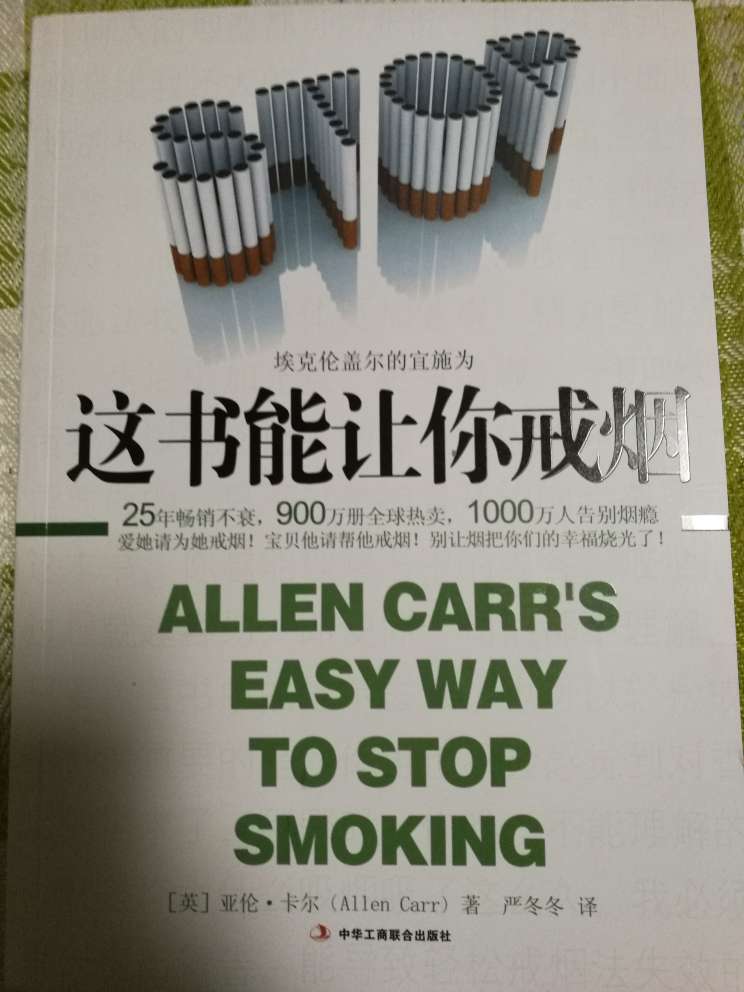 STOP
埃克伦盖尔的宜施为
这书能让你戒烟
25年畅销不衰，900万册全球热卖，1000万人告别烟瘾
爱她请为她戒烟！宝贝他请帮他戒烟！别让烟把你们的幸福烧光了！
ALLEN CARR'S
EASY WAY
TO STOP
SMOKING
［英］亚伦·卡尔（Allen Carr）著 严冬冬 译
中华工商联合出版社